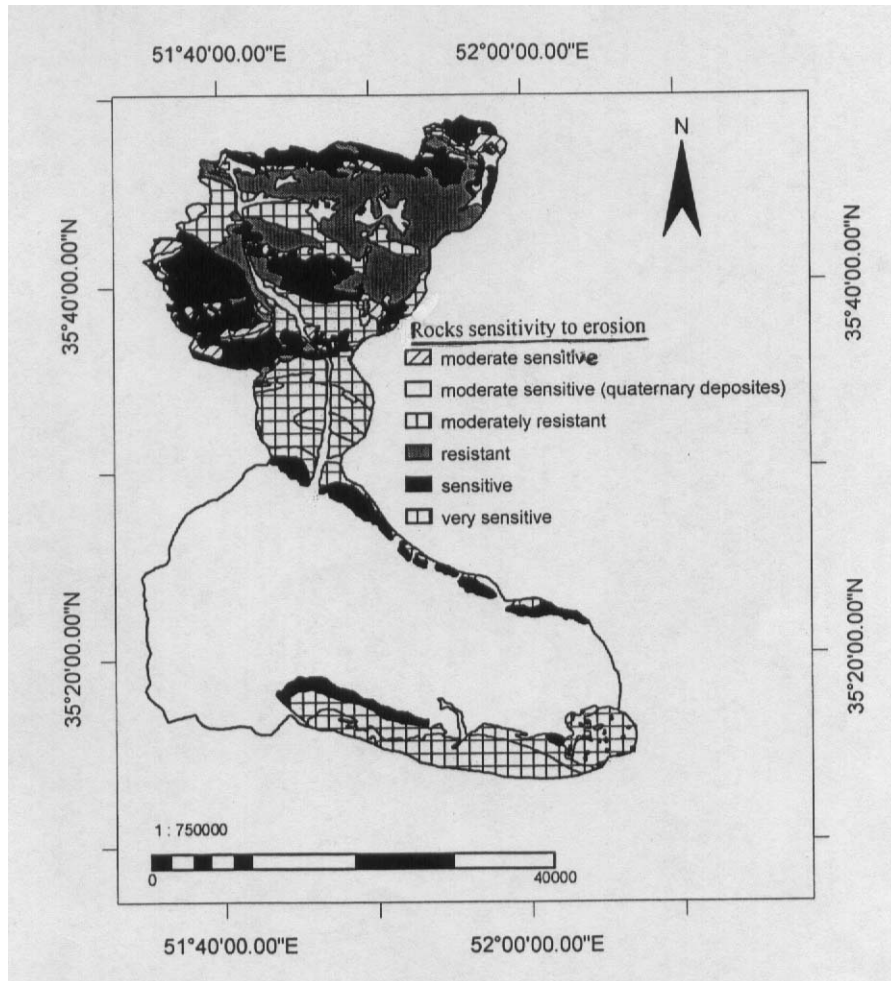 51°40'00.00"E 52°00'00.00"E
N
35°40'00.00"N 35°40'00.00"N
Rocks sensitivity to erosion
moderate sensitive
moderate sensitive (quaternary deposites)
moderately resistant
resistant
sensitive
very sensitive
35°20'00.00"N 35°20'00.00"N
1 : 750000
0 40000
51°40'00.00"E 52°00'00.00"E